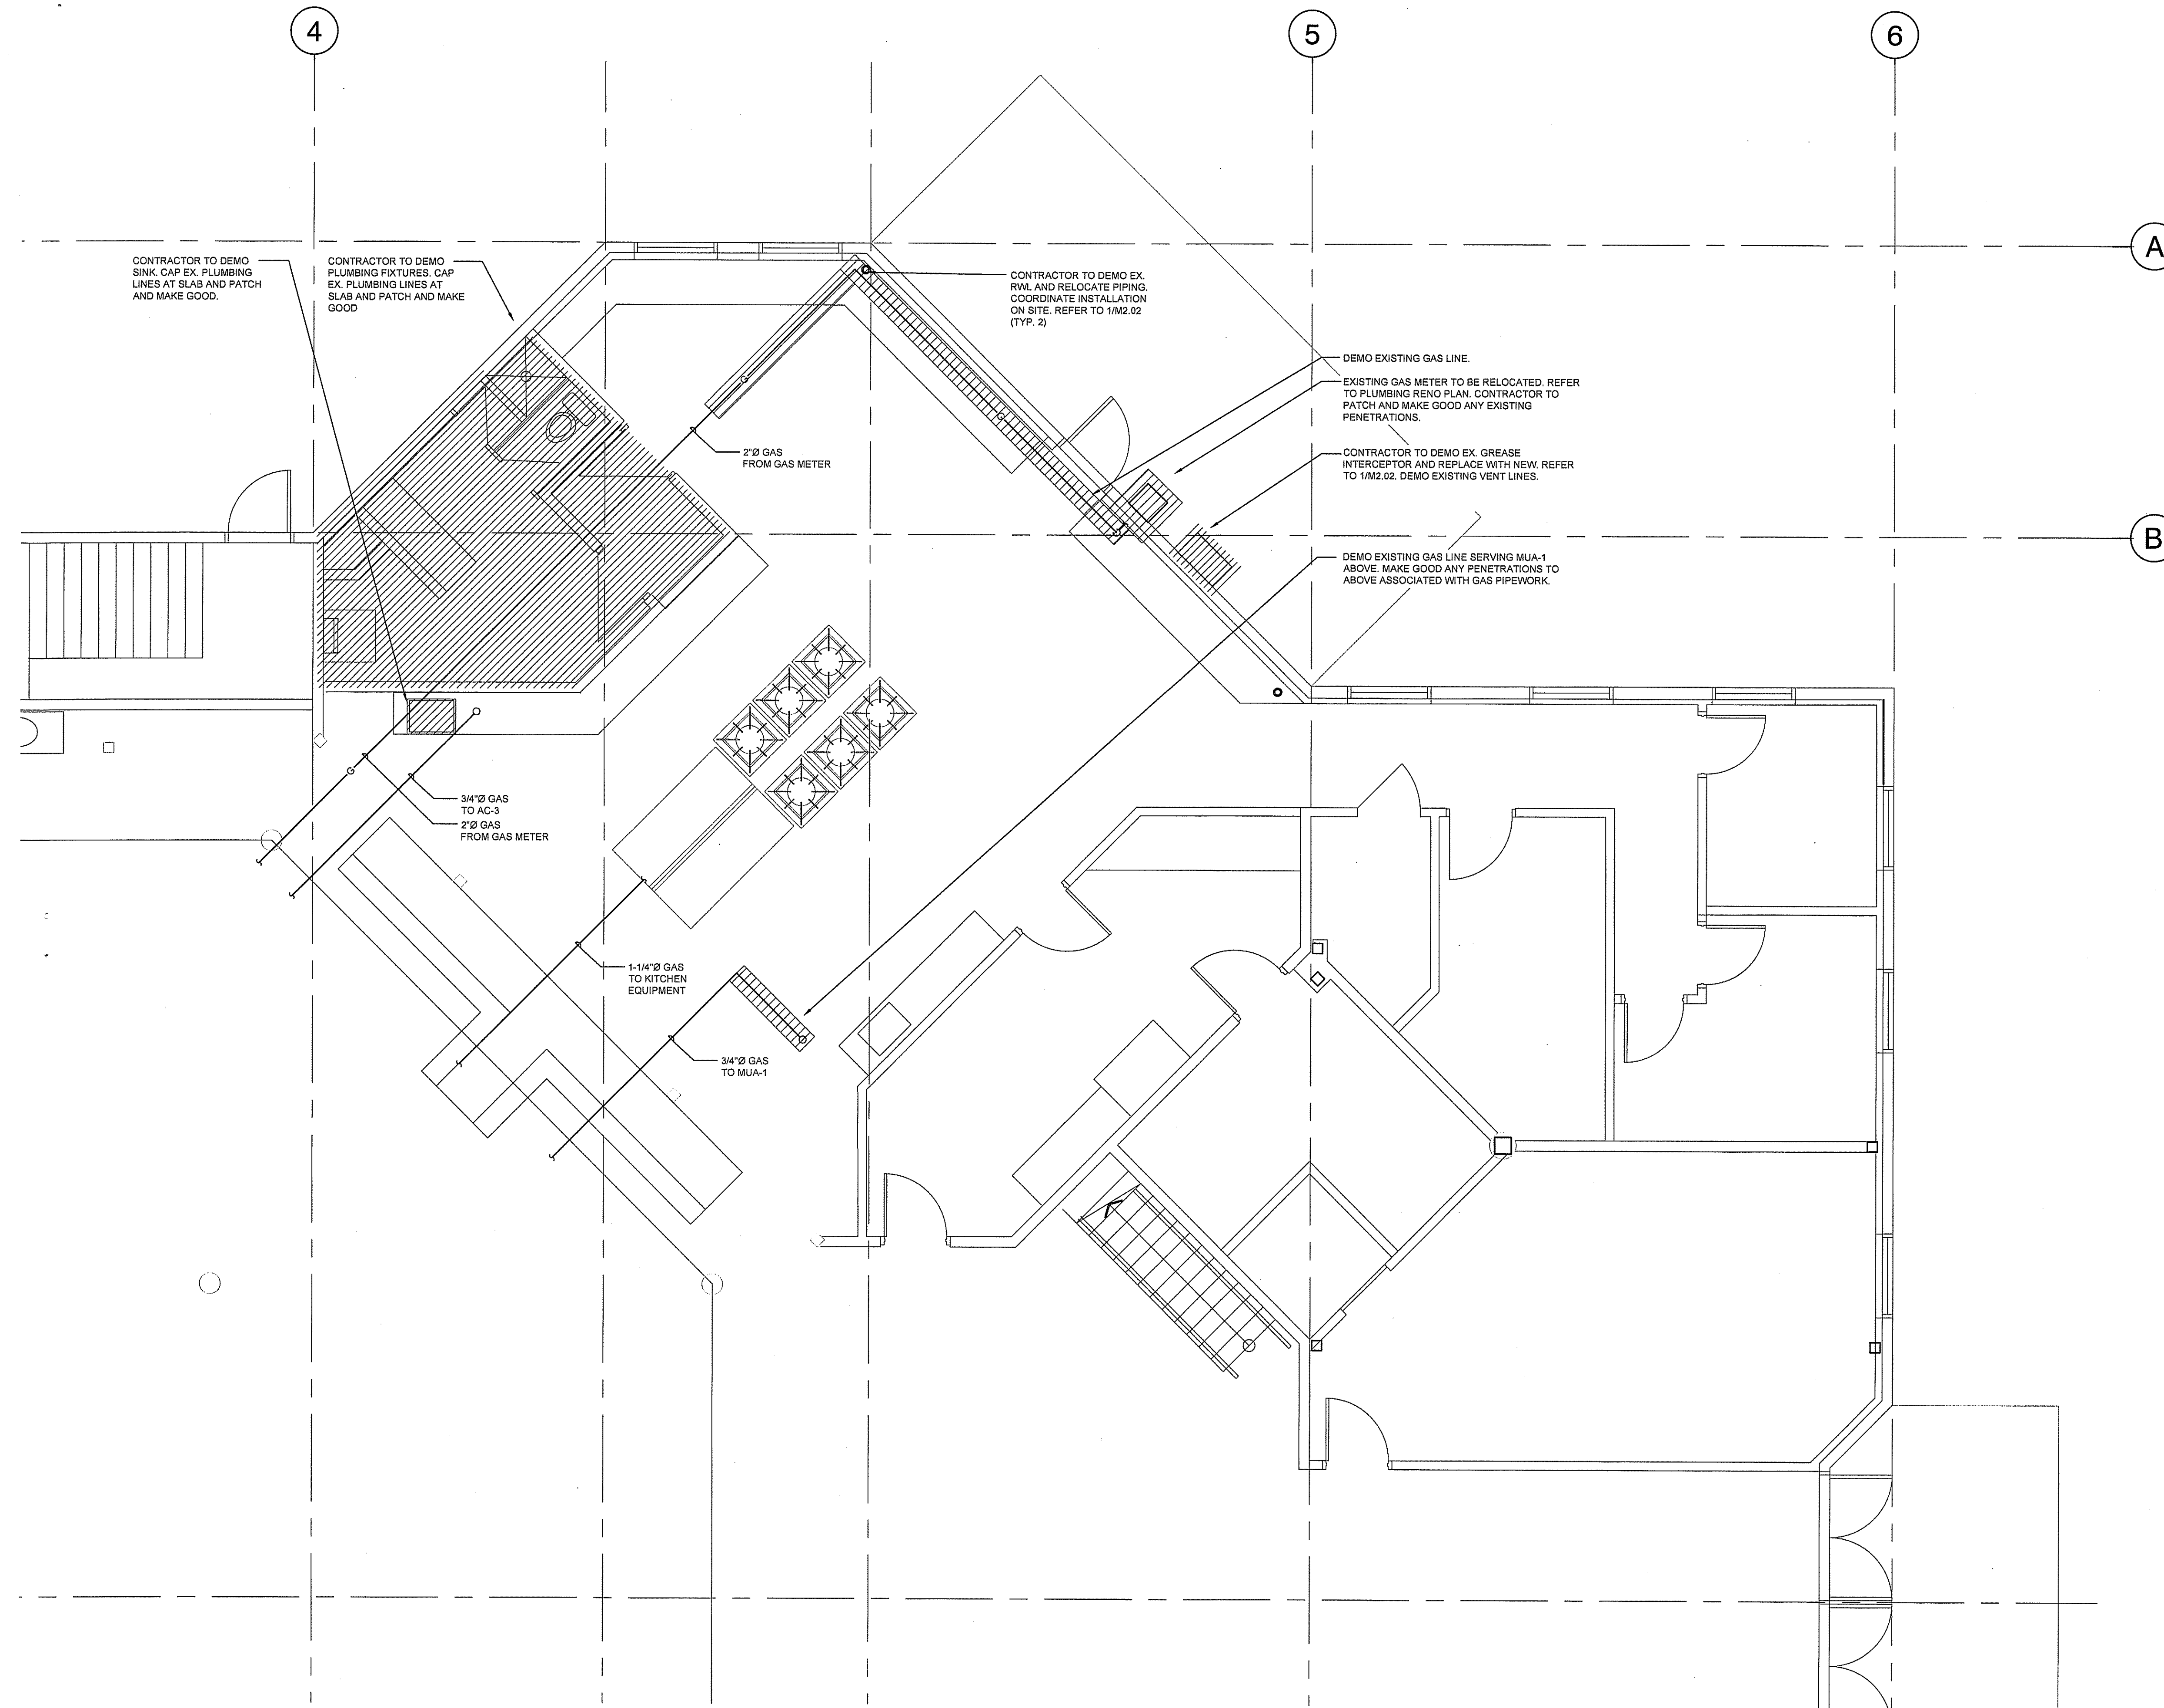 4
5
6
A
CONTRACTOR TO DEMO
SINK. CAP EX. PLUMBING
LINES AT SLAB AND PATCH
AND MAKE GOOD.
CONTRACTOR TO DEMO
PLUMBING FIXTURES. CAP
EX. PLUMBING LINES AT
SLAB AND PATCH AND MAKE
GOOD
CONTRACTOR TO DEMO EX.
RWL AND RELOCATE PIPING.
COORDINATE INSTALLATION
ON SITE. REFER TO 1/M2.02
(TYP. 2)
DEMO EXISTING GAS LINE.
EXISTING GAS METER TO BE RELOCATED. REFER
TO PLUMBING RENO PLAN. CONTRACTOR TO
PATCH AND MAKE GOOD ANY EXISTING
PENETRATIONS.
G
G
2"Ø GAS
FROM GAS METER
CONTRACTOR TO DEMO EX. GREASE
INTERCEPTOR AND REPLACE WITH NEW. REFER
TO 1/M2.02. DEMO EXISTING VENT LINES.
B
DEMO EXISTING GAS LINE SERVING MUA-1
ABOVE. MAKE GOOD ANY PENETRATIONS TO
ABOVE ASSOCIATED WITH GAS PIPEWORK.
G
3/4"Ø GAS
TO AC-3
2"Ø GAS
FROM GAS METER
1-1/4"Ø GAS
TO KITCHEN
EQUIPMENT
3/4"Ø GAS
TO MUA-1